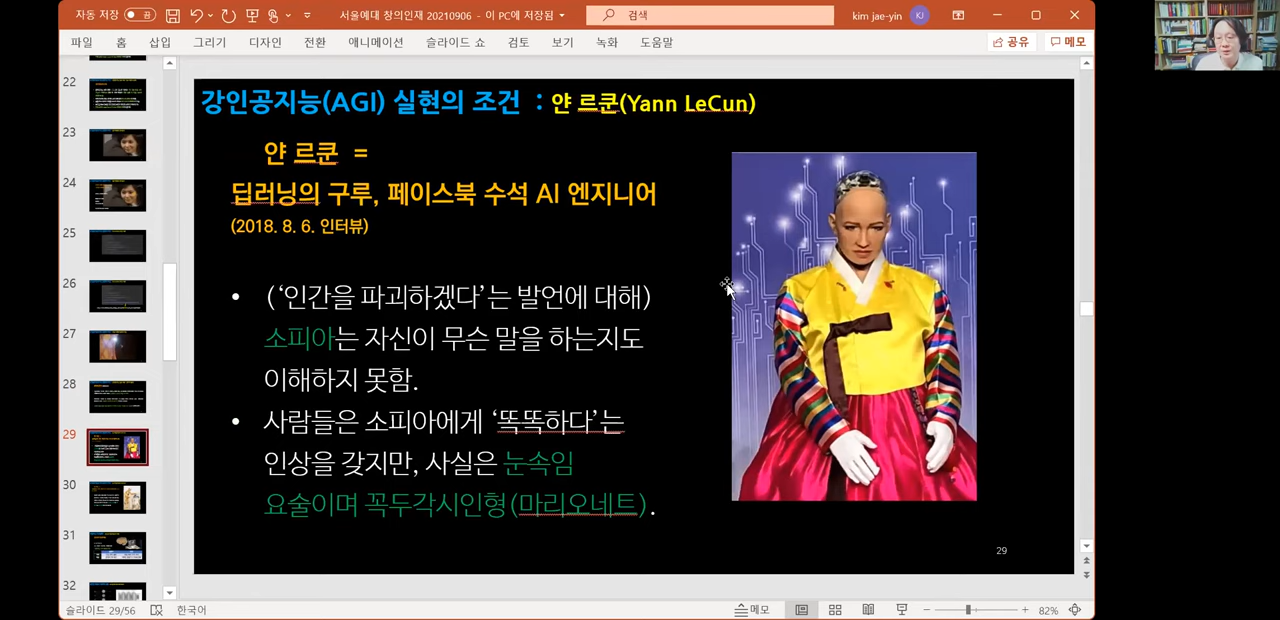 자동 저장 끔
서울예대 창의인재 20210906 - 이 PC에 저장됨
검색
kim jae-yin
KJ
파일 홈 삽입 그리기 디자인 전환 애니메이션 슬라이드 쇼 검토 보기 녹화 도움말
공유 메모
22
23
24
25
26
27
28
29
30
31
32
강인공지능(AGI) 실현의 조건 : 얀 르쿤(Yann LeCun)
얀 르쿤 =
딥러닝의 구루, 페이스북 수석 AI 엔지니어
(2018. 8. 6. 인터뷰)
• (‘인간을 파괴하겠다’는 발언에 대해)
소피아는 자신이 무슨 말을 하는지도
이해하지 못함.
• 사람들은 소피아에게 ‘똑똑하다’는
인상을 갖지만, 사실은 눈속임
요술이며 꼭두각시인형(마리오네트).
29
슬라이드 29/56 한국어 메모 82%